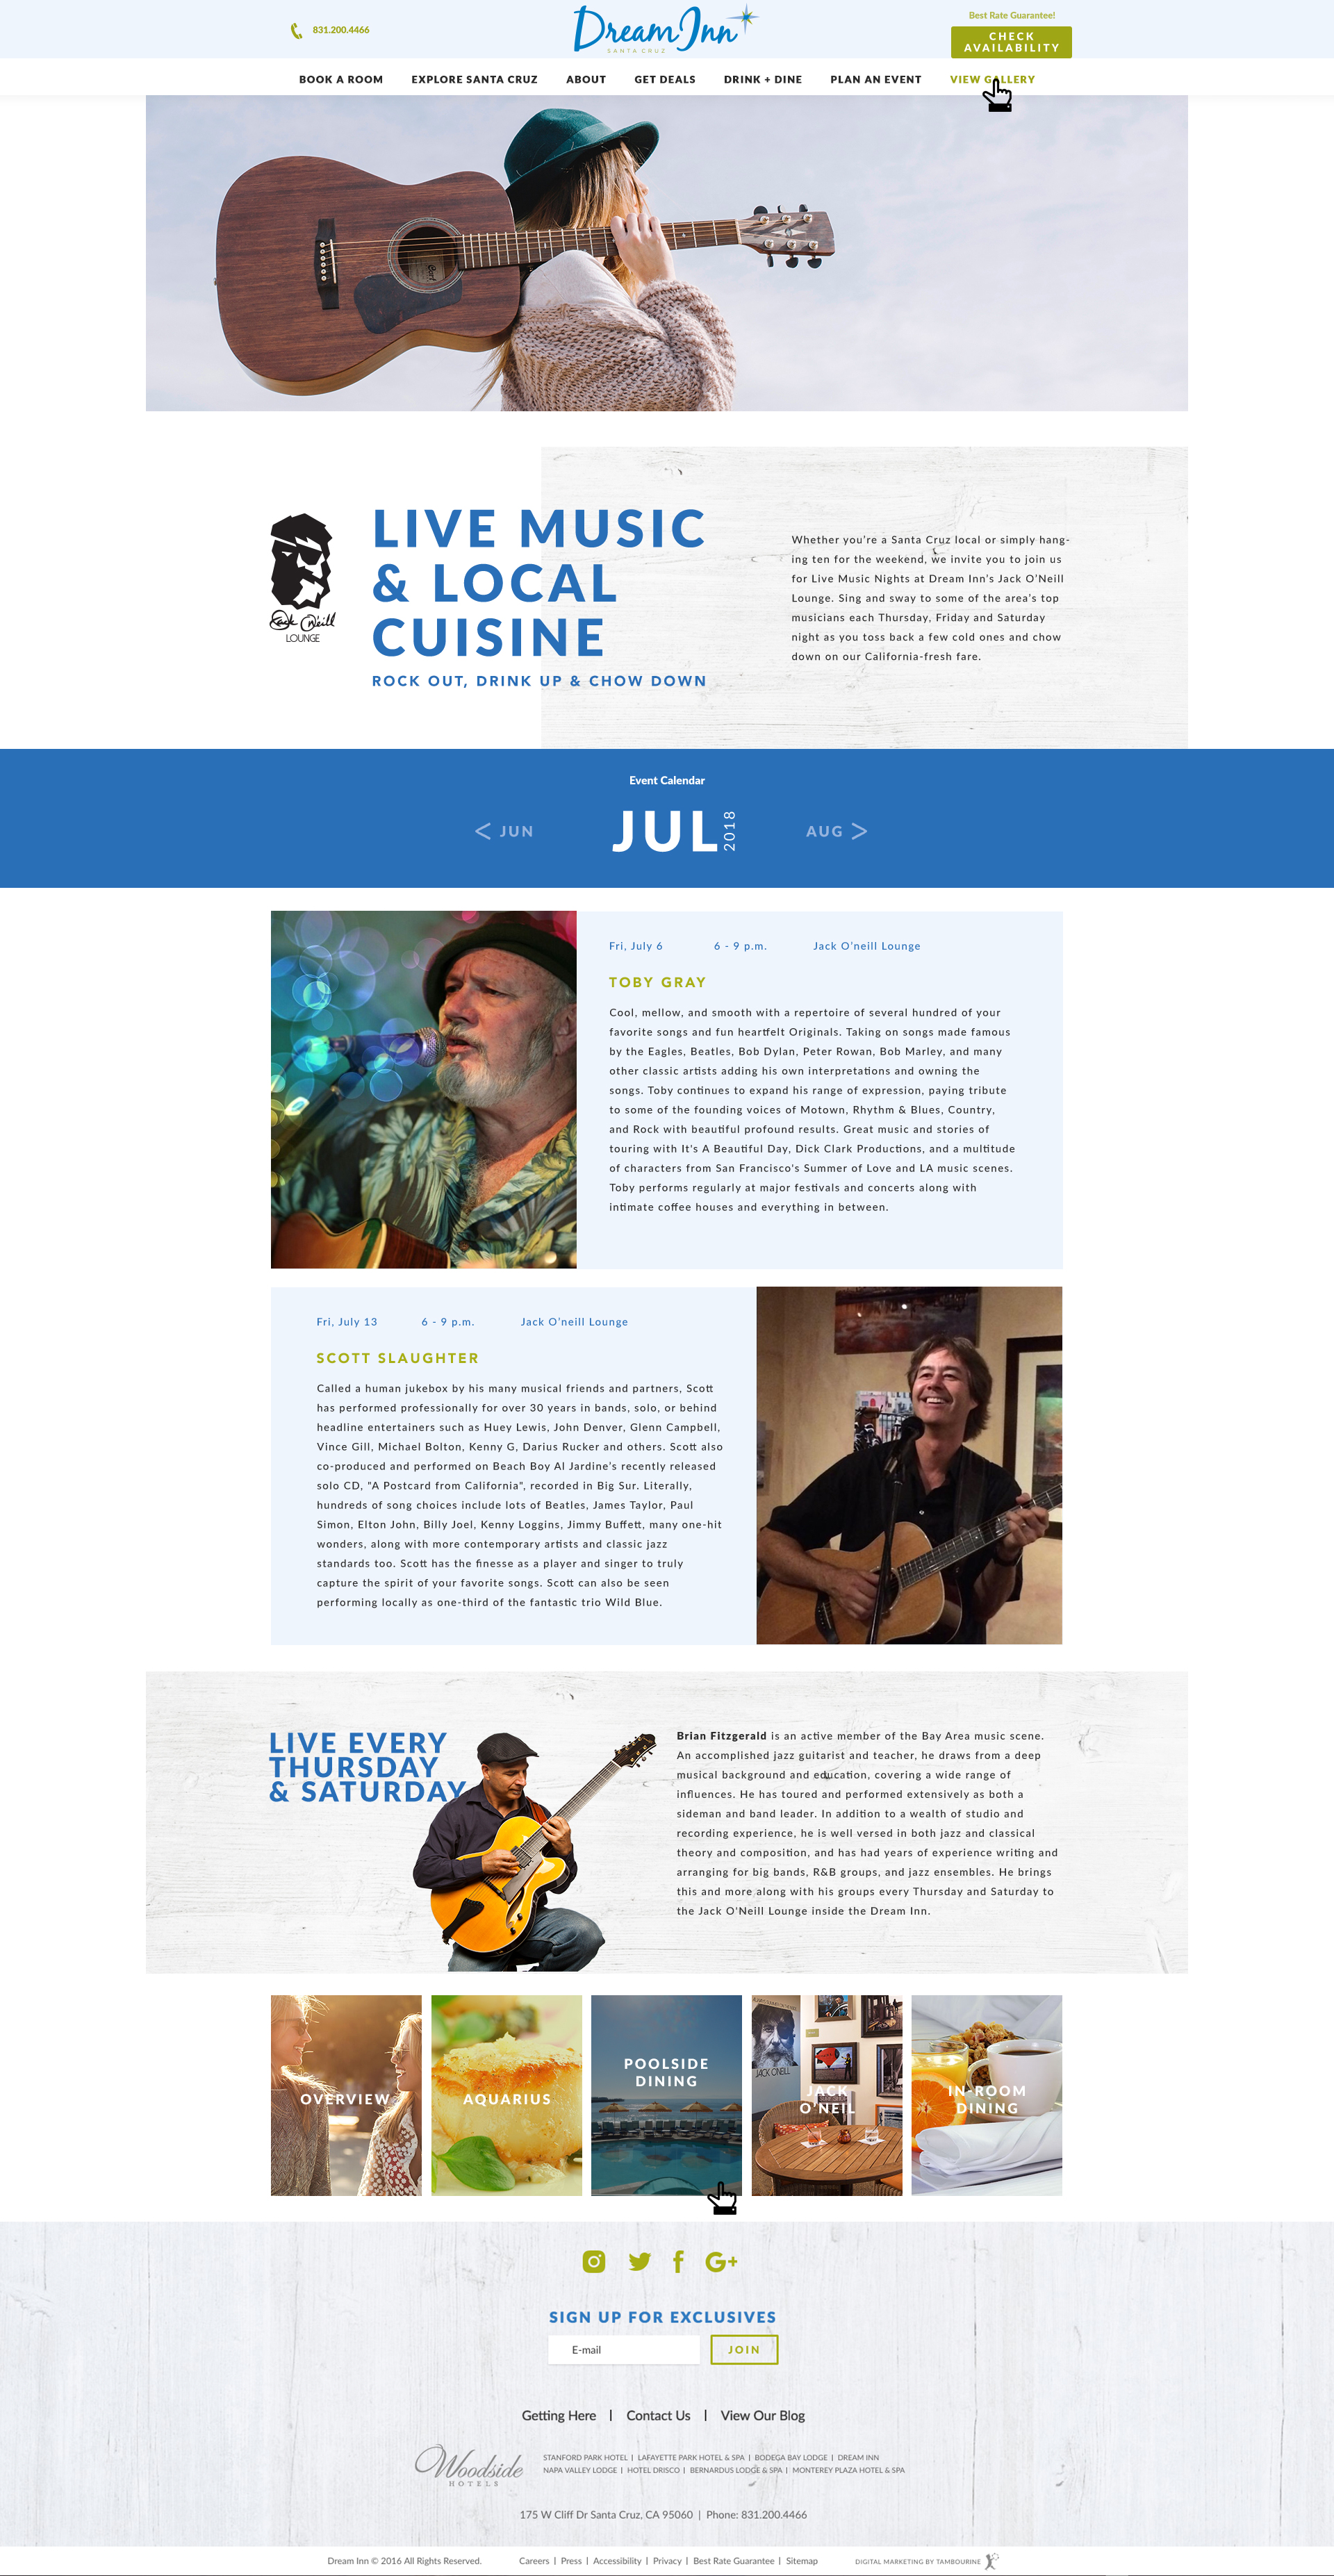 831.200.4466
Dream Inn
SANTA CRUZ
Best Rate Guarantee!
CHECK
AVAILABILITY
BOOK A ROOM
EXPLORE SANTA CRUZ
ABOUT
GET DEALS
DRINK + DINE
PLAN AN EVENT
VIEW GALLERY
Cort
LIVE MUSIC
& LOCAL
CUISINE
ROCK OUT, DRINK UP & CHOW DOWN
Jack O'Neill
LOUNGE
Whether you're a Santa Cruz local or simply hang-
ing ten for the weekend, we invite you to join us
for Live Music Nights at Dream Inn's Jack O'Neill
Lounge. Sing and sway to some of the area's top
musicians each Thursday, Friday and Saturday
night as you toss back a few cold ones and chow
down on our California-fresh fare.
Event Calendar
< JUN
JUL 2018
AUG >
Fri, July 6
6 - 9 p.m.
Jack O'neill Lounge
TOBY GRAY
Cool, mellow, and smooth with a repertoire of several hundred of your
favorite songs and fun heartfelt Originals. Taking on songs made famous
by the Eagles, Beatles, Bob Dylan, Peter Rowan, Bob Marley, and many
other classic artists adding his own interpretations and owning the
songs. Toby continues to expand his range of expression, paying tribute
to some of the founding voices of Motown, Rhythm & Blues, Country,
and Rock with beautiful profound results. Great music and stories of
touring with It's A Beautiful Day, Dick Clark Productions, and a multitude
of characters from San Francisco's Summer of Love and LA music scenes.
Toby performs regularly at major festivals and concerts along with
intimate coffee houses and everything in between.
Fri, July 13
6 - 9 p.m.
Jack O'neill Lounge
SCOTT SLAUGHTER
Called a human jukebox by his many musical friends and partners, Scott
has performed professionally for over 30 years in bands, solo, or behind
headline entertainers such as Huey Lewis, John Denver, Glenn Campbell,
Vince Gill, Michael Bolton, Kenny G, Darius Rucker and others. Scott also
co-produced and performed on Beach Boy Al Jardine's recently released
solo CD, "A Postcard from California", recorded in Big Sur. Literally,
hundreds of song choices include lots of Beatles, James Taylor, Paul
Simon, Elton John, Billy Joel, Kenny Loggins, Jimmy Buffett, many one-hit
wonders, along with more contemporary artists and classic jazz
standards too. Scott has the finesse as a player and singer to truly
capture the spirit of your favorite songs. Scott can also be seen
performing locally as one-third of the fantastic trio Wild Blue.
LIVE EVERY
THURSDAY
& SATURDAY
Brian Fitzgerald is an active member of the Bay Area music scene.
An accomplished jazz guitarist and teacher, he draws from a deep
musical background and education, covering a wide range of
influences. He has toured and performed extensively as both a
sideman and band leader. In addition to a wealth of studio and
recording experience, he is well versed in both jazz and classical
theory and composition, and has had years of experience writing and
arranging for big bands, R&B groups, and jazz ensembles. He brings
this and more along with his groups every Thursday and Saturday to
the Jack O'Neill Lounge inside the Dream Inn.
OVERVIEW
AQUARIUS
POOLSIDE
DINING
JACK O'NEILL
JACK
O'NEIL
IN-ROOM
DINING
G+
SIGN UP FOR EXCLUSIVES
E-mail
JOIN
Getting Here | Contact Us | View Our Blog
Woodside
HOTELS
STANFORD PARK HOTEL | LAFAYETTE PARK HOTEL & SPA | BODEGA BAY LODGE | DREAM INN
NAPA VALLEY LODGE | HOTEL DRISCO | BERNARDUS LODGE & SPA | MONTEREY PLAZA HOTEL & SPA
175 W Cliff Dr Santa Cruz, CA 95060 | Phone: 831.200.4466
Dream Inn © 2016 All Rights Reserved.
Careers | Press | Accessibility | Privacy | Best Rate Guarantee | Sitemap
DIGITAL MARKETING BY TAMBOURINE